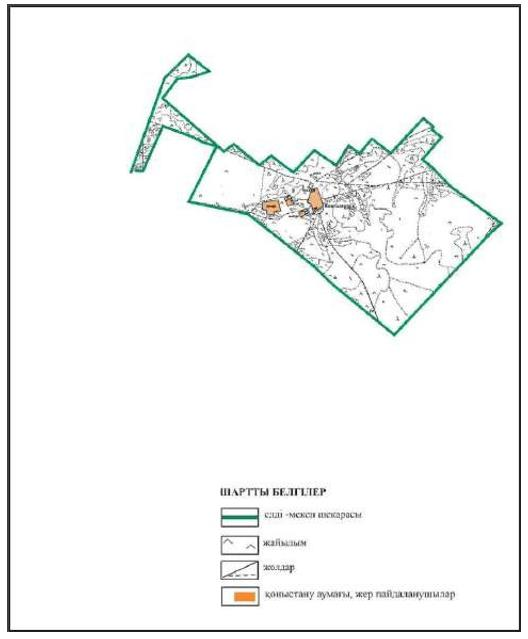 ШАРТТЫ БЕЛГІЛЕР
елді -мекен шекарасы
жайылым
жолдар
қоныстану аумағы, жер пайдаланушылар